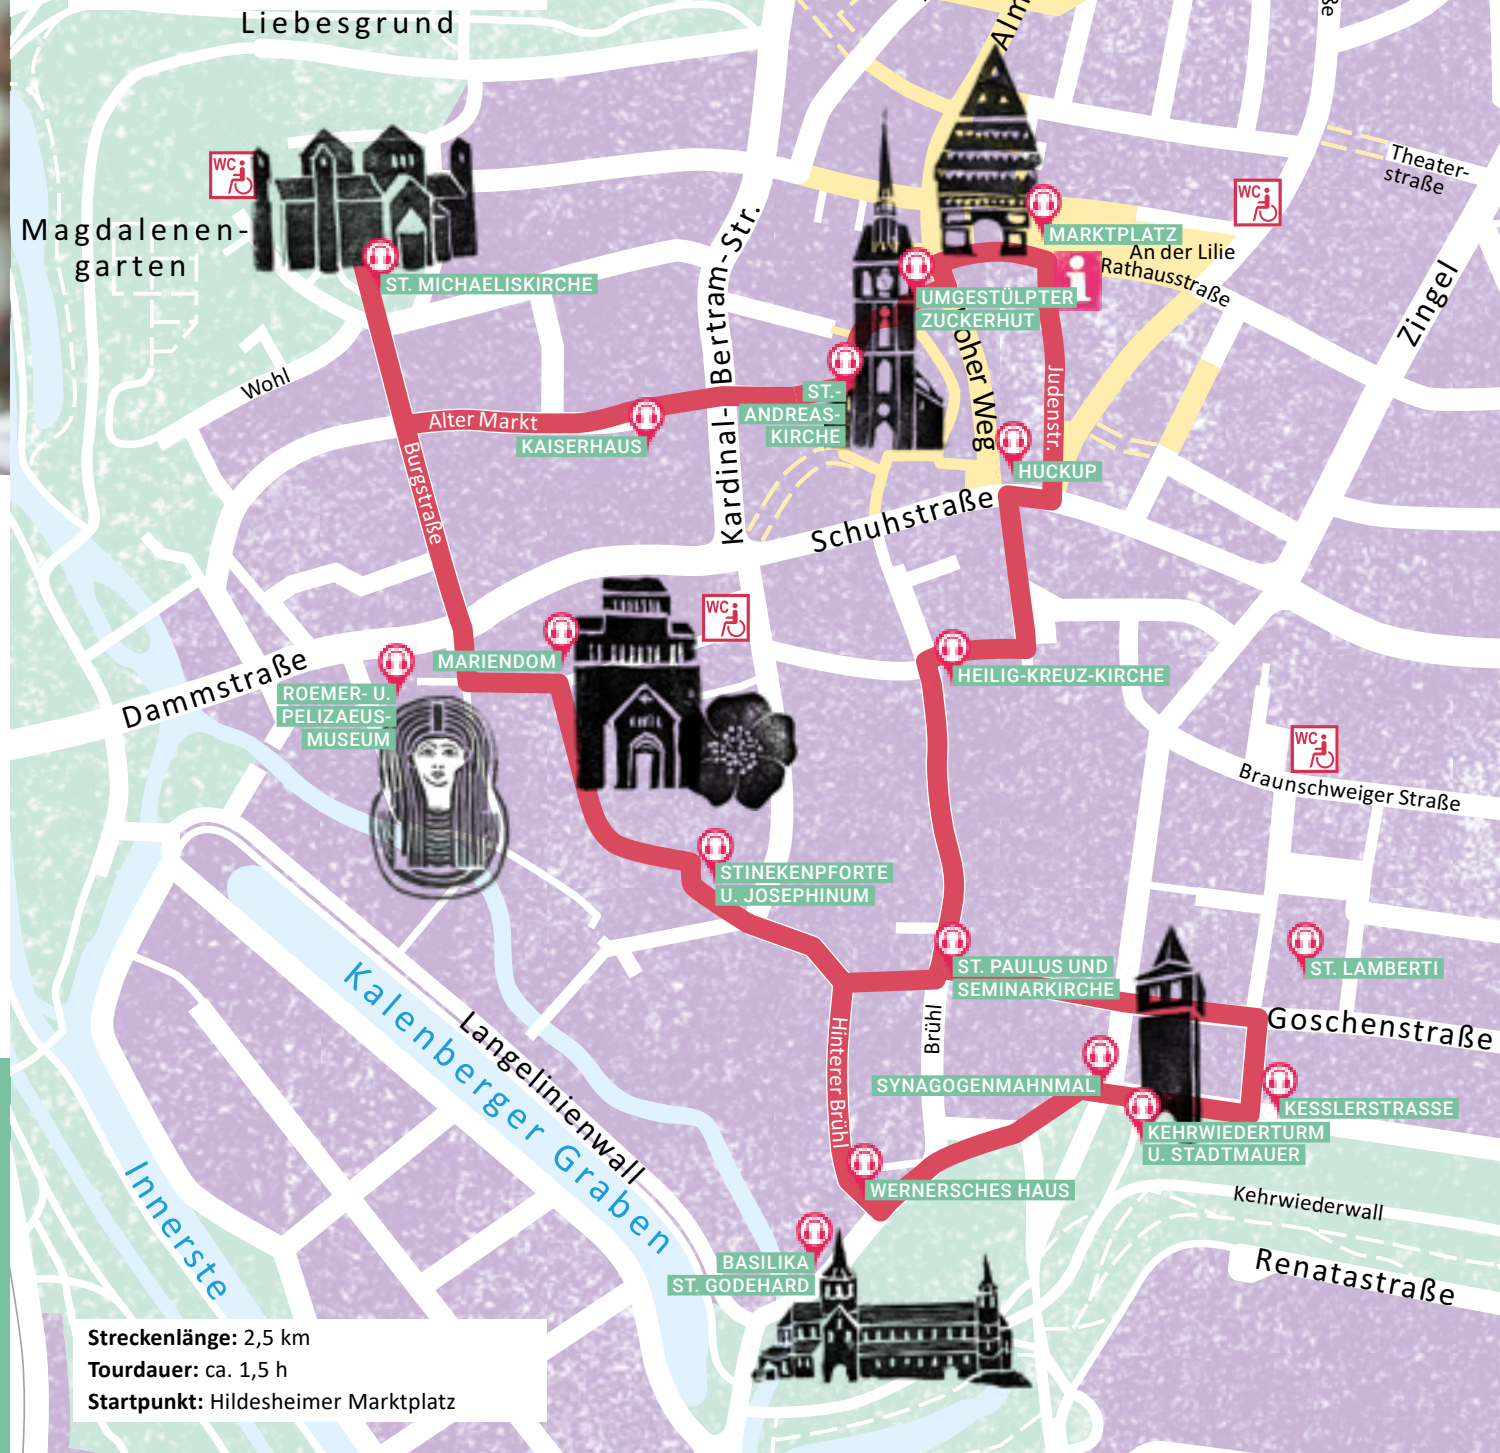 Liebesgrund
Alm
ße
WC
WC
Theater-
straße
Magdalenen-
garten
MARKTPLATZ
An der Lilie
Rathausstraße
i
ST. MICHAELISKIRCHE
UMGESTÜLPTER
ZUCKERHUT
Zingel
Kardinal-Bertram-Str.
oher Weg
Judenstr.
Wohl
ST.-
ANDREAS-
KIRCHE
Alter Markt
KAISERHAUS
Burgstraße
HUCKUP
Schuhstraße
WC
MARIENDOM
Dammstraße
ROEMER- U.
PELIZAEUS-
MUSEUM
HEILIG-KREUZ-KIRCHE
WC
Braunschweiger Straße
STINEKENPFORTE
U. JOSEPHINUM
ST. PAULUS UND
SEMINARKIRCHE
ST. LAMBERTI
Goschenstraße
Brühl
Hinterer Brühl
Langelinienwall
Kalenberger Graben
SYNAGOGENMAHNMAL
KESSLERSTRASSE
KEHRWIEDERTURM
U. STADTMAUER
WERNERSCHES HAUS
Kehrwiederwall
Innerste
BASILIKA
ST. GODEHARD
Renatastraße
Streckenlänge: 2,5 km
Tourdauer: ca. 1,5 h
Startpunkt: Hildesheimer Marktplatz